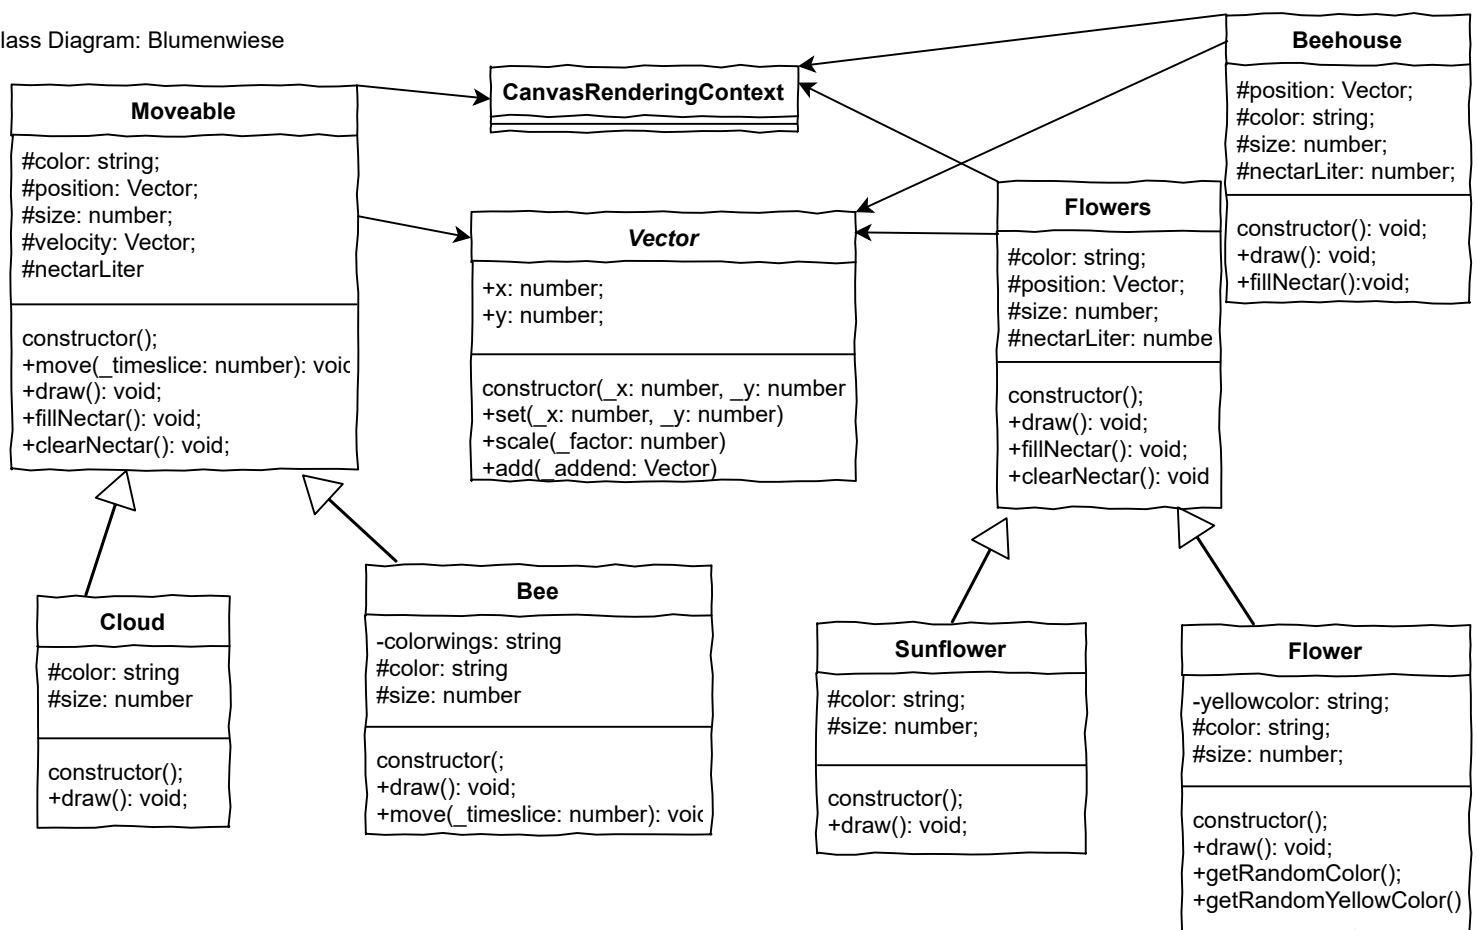 lass Diagram: Blumenwiese
Moveable
#color: string;
#position: Vector;
#size: number;
#velocity: Vector;
#nectarLiter
constructor();
+move(_timeslice: number): voic
+draw(): void;
+fillNectar(): void;
+clearNectar(): void;
CanvasRenderingContext
Vector
+x: number;
+y: number;
constructor(_x: number, _y: number
+set(_x: number, _y: number)
+scale(_factor: number)
+add(_addend: Vector)
Beehouse
#position: Vector;
#color: string;
#size: number;
#nectarLiter: number;
constructor(): void;
+draw(): void;
+fillNectar():void;
Flowers
#color: string;
#position: Vector;
#size: number;
#nectarLiter: numbe
constructor();
+draw(): void;
+fillNectar(): void;
+clearNectar(): void
Cloud
#color: string
#size: number
constructor();
+draw(): void;
Bee
-colorwings: string
#color: string
#size: number
constructor(;
+draw(): void;
+move(_timeslice: number): voic
Sunflower
#color: string;
#size: number;
constructor();
+draw(): void;
Flower
-yellowcolor: string;
#color: string;
#size: number;
constructor();
+draw(): void;
+getRandomColor();
+getRandomYellowColor()